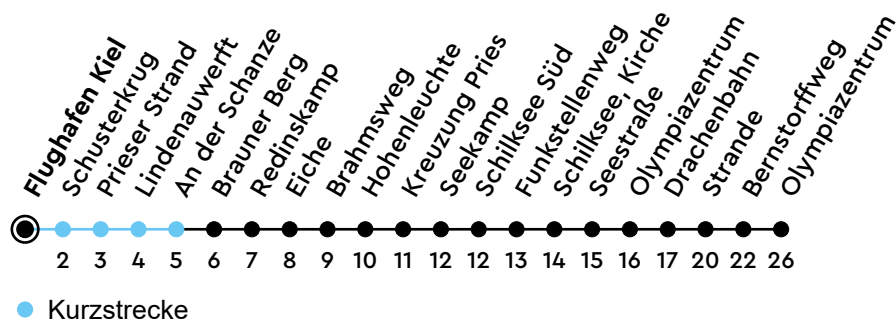 Flughafen Kiel
Schusterkrug
Prieser Strand
Lindenauwerft
An der Schanze
Brauner Berg
Redinskamp
Eiche
Brahmsweg
Hohenleuchte
Kreuzung Pries
Seekamp
Schilksee Süd
Funkstellenweg
Schilksee, Kirche
Seestraße
Olympiazentrum
Drachenbahn
Strande
Bernstorffweg
Olympiazentrum
2 3 4 5 6 7 8 9 10 11 12 12 13 14 15 16 17 20 22 26
Kurzstrecke